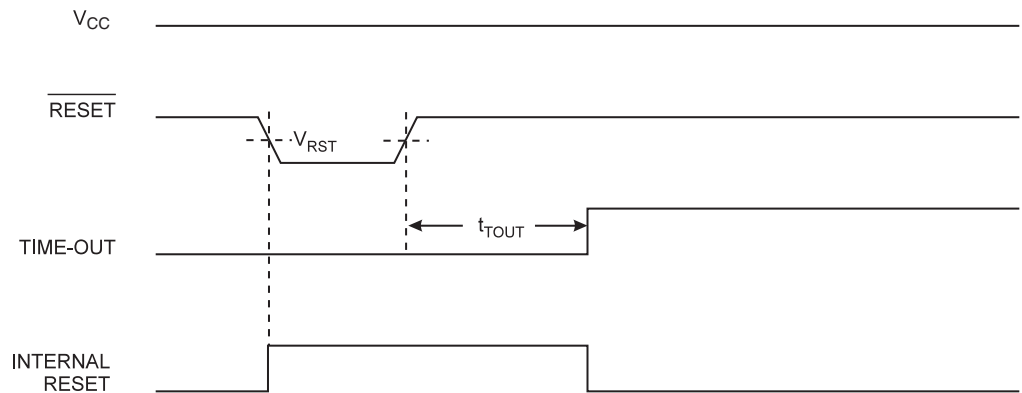 VCC
RESET
VRST
tTOUT
TIME-OUT
INTERNAL
RESET